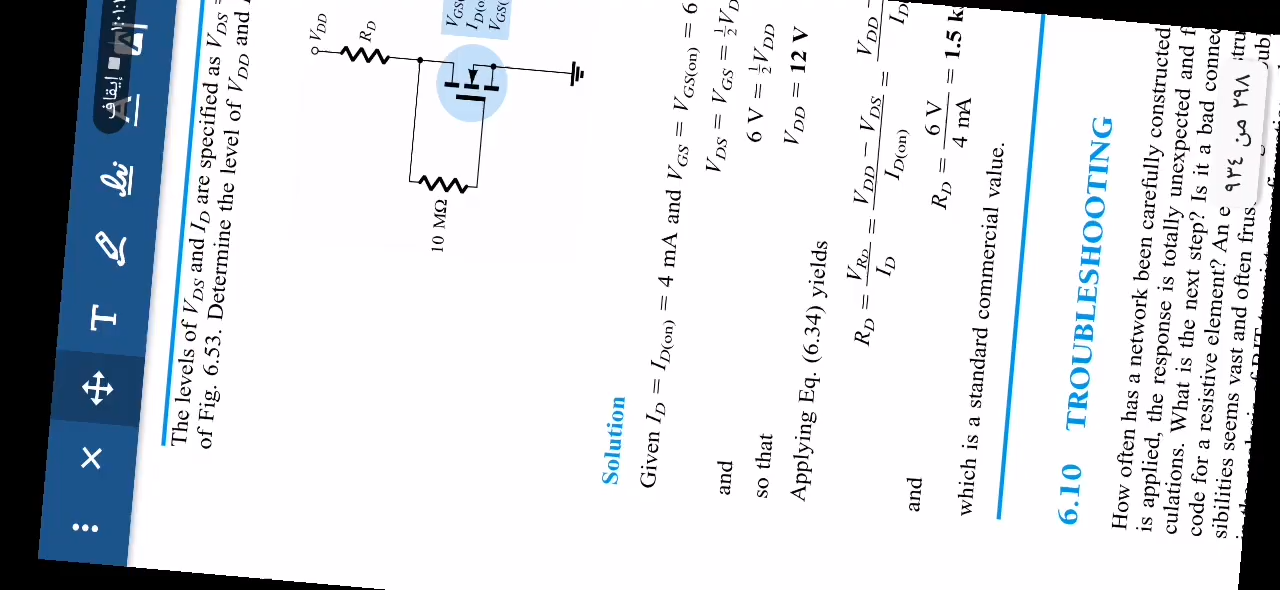 إيقاف
T
The levels of V_DS and I_D are specified as V_DS =
of Fig. 6.53. Determine the level of V_DD and
V_DD
R_D
V_GS(
I_D(o
V_GS(
10 MΩ
Solution
Given I_D = I_D(on) = 4 mA and V_GS = V_GS(on) = 6
V_DS = V_GS = ½V_D
and
6 V = ½V_DD
so that
V_DD = 12 V
Applying Eq. (6.34) yields
R_D = V_RD / I_D = V_DD − V_DS / I_D(on) = V_DD − / I_D
and
R_D = 6 V / 4 mA = 1.5 k
which is a standard commercial value.
6.10 TROUBLESHOOTING
How often has a network been carefully constructed
is applied, the response is totally unexpected and f
culations. What is the next step? Is it a bad connec
code for a resistive element? An e
sibilities seems vast and often frus
٢٩٨ من ٩٣٤